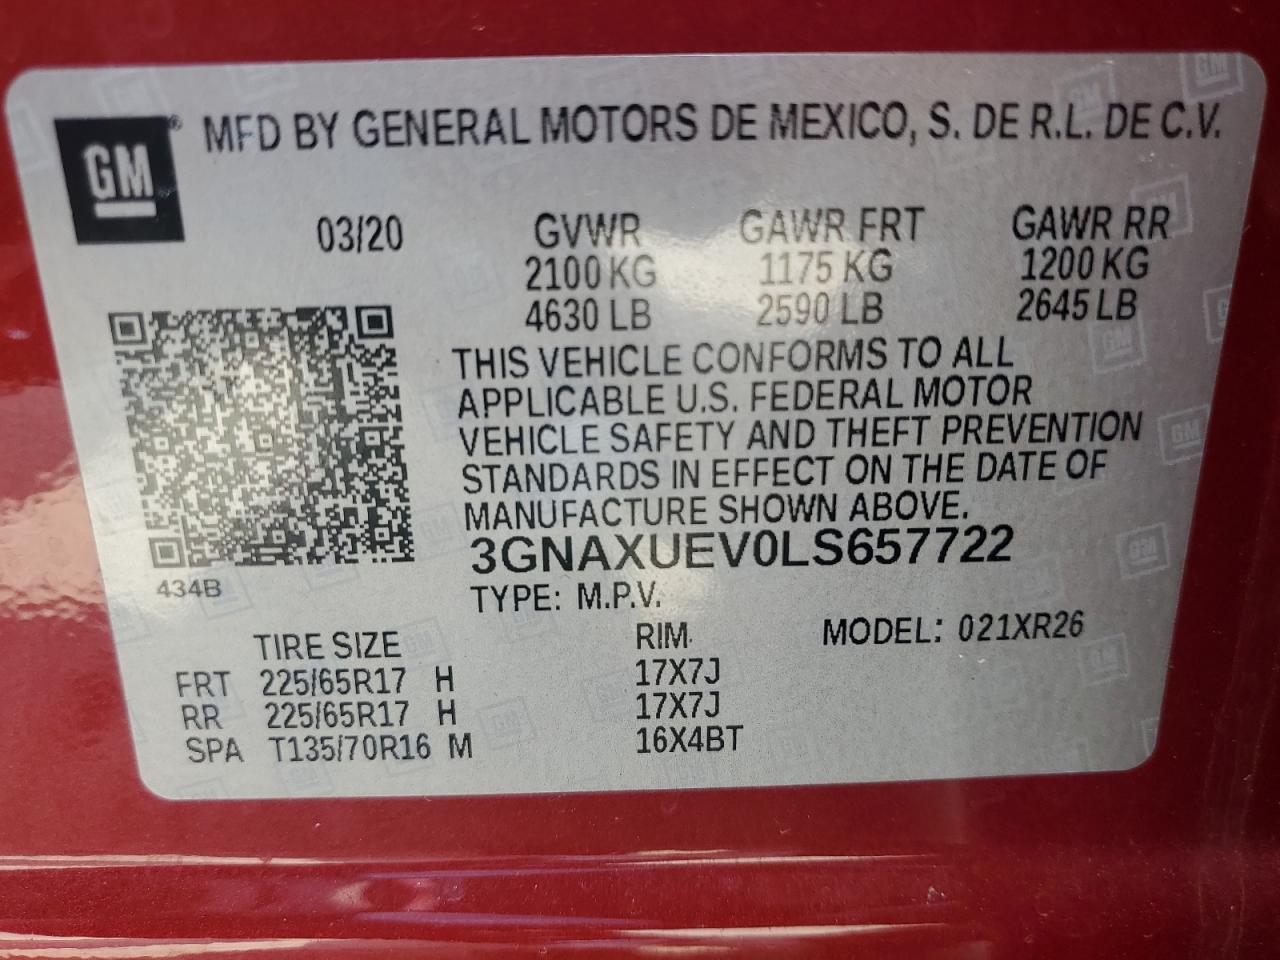 GM
MFD BY GENERAL MOTORS DE MEXICO, S. DE R.L. DE C.V.
03/20 GVWR GAWR FRT GAWR RR
2100 KG 1175 KG 1200 KG
4630 LB 2590 LB 2645 LB
THIS VEHICLE CONFORMS TO ALL
APPLICABLE U.S. FEDERAL MOTOR
VEHICLE SAFETY AND THEFT PREVENTION
STANDARDS IN EFFECT ON THE DATE OF
MANUFACTURE SHOWN ABOVE.
3GNAXUEV0LS657722
434B
TYPE: M.P.V.
TIRE SIZE RIM MODEL: 021XR26
FRT 225/65R17 H 17X7J
RR 225/65R17 H 17X7J
SPA T135/70R16 M 16X4BT